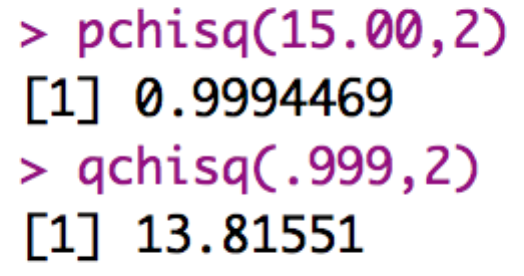 > pchisq(15.00,2)
[1] 0.9994469
> qchisq(.999,2)
[1] 13.81551